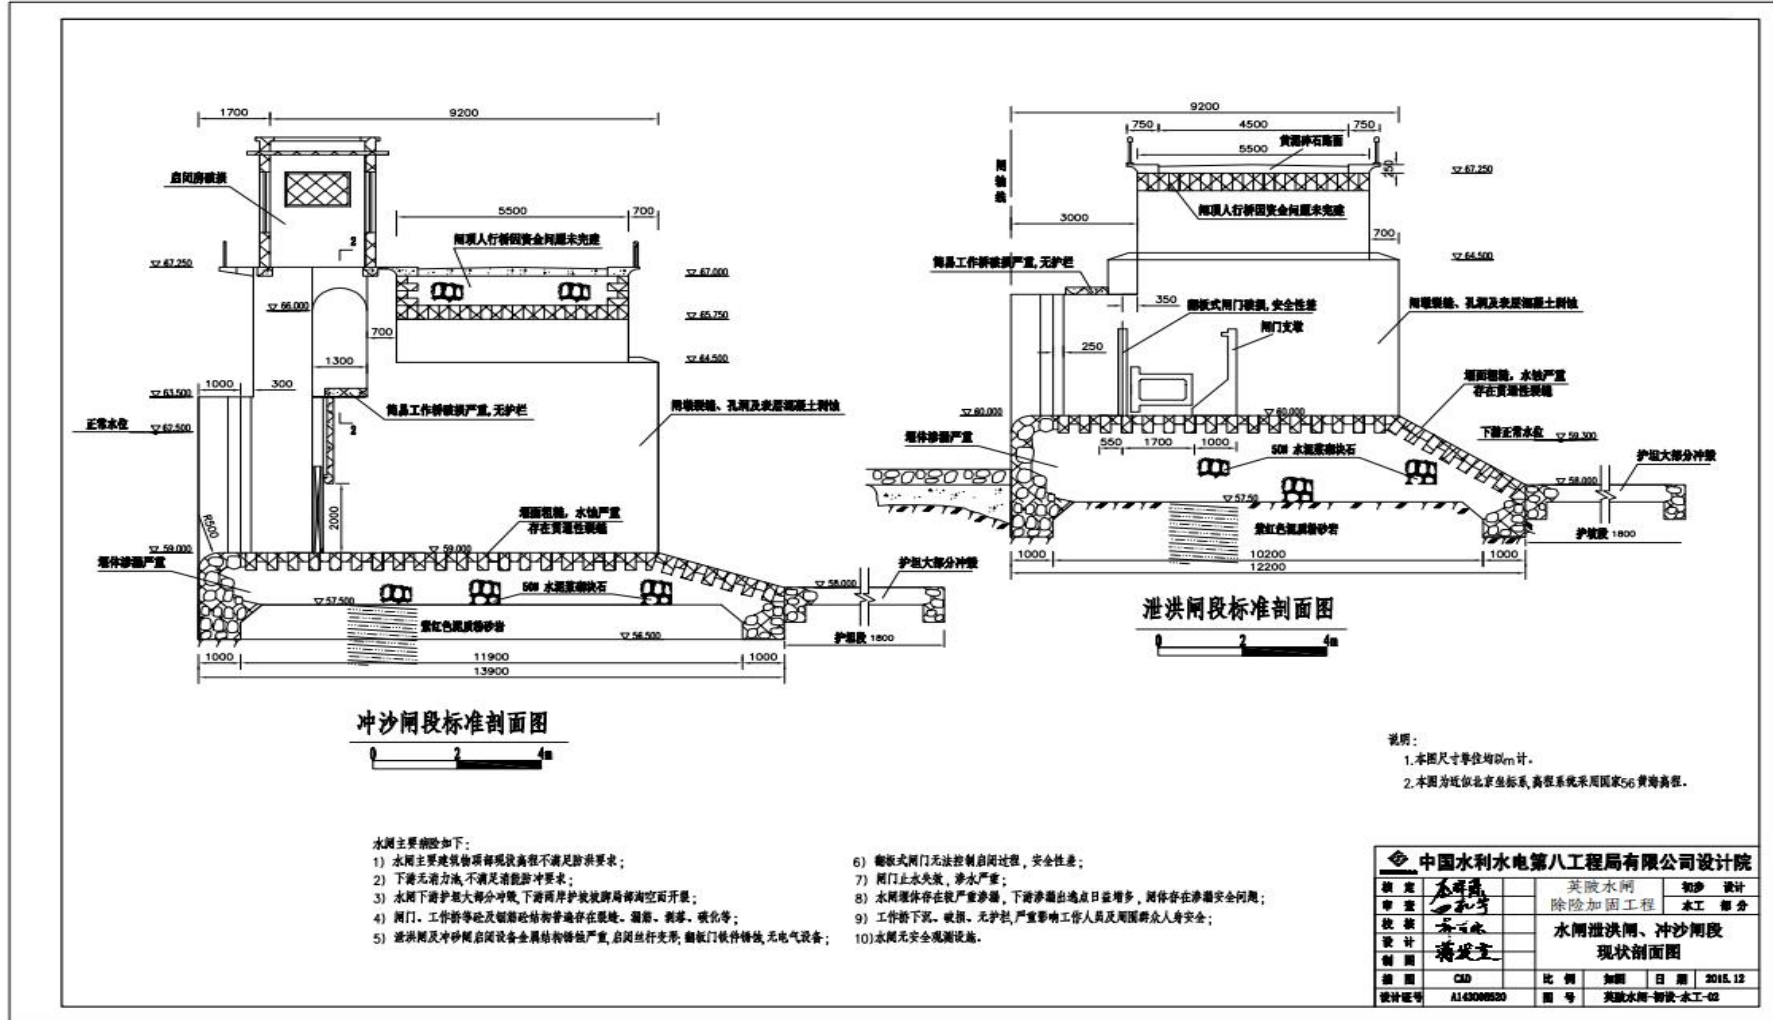 1700
9200
启闭房破损
2
5500
700
闸顶人行桥因资金问题未完建
67.250
67.000
66.000
65.750
700
1300
64.500
1000
300
63.500
简易工作桥破损严重,无护栏
2
闸墩裂缝、孔洞及表层混凝土剥蚀
正常水位
62.500
R500
2000
堰面粗糙，水蚀严重
存在贯通性裂缝
59.000
59.000
堰体渗漏严重
50# 水泥浆砌块石
58.000
护坦大部分冲毁
57.500
紫红色泥质粉砂岩
56.500
护坦段 1800
1000
11900
1000
13900
冲沙闸段标准剖面图
0
2
4m
9200
750
4500
750
黄泥碎石路面
5500
闸轴线
250
67.250
闸顶人行桥因资金问题未完建
3000
700
64.500
简易工作桥破损严重,无护栏
350
翻板式闸门破损,安全性差
闸门支墩
闸墩裂缝、孔洞及表层混凝土剥蚀
250
堰面粗糙，水蚀严重
存在贯通性裂缝
60.000
60.000
下游正常水位
59.300
堰体渗漏严重
550
1700
1000
50# 水泥浆砌块石
护坦大部分冲毁
58.000
57.50
紫红色泥质粉砂岩
护坡段 1800
1000
10200
1000
12200
泄洪闸段标准剖面图
0
2
4m
说明：
1.本图尺寸单位均以m计。
2.本图为近似北京坐标系,高程系统采用国家56黄海高程。
水闸主要病险如下：
1) 水闸主要建筑物顶部现状高程不满足防洪要求；
2) 下游无消力池,不满足消能防冲要求；
3) 水闸下游护坦大部分冲毁,下游两岸护坡坡脚局部淘空而开裂；
4) 闸门、工作桥等砼及钢筋砼结构普遍存在裂缝、漏筋、剥落、碳化等；
5) 泄洪闸及冲砂闸启闭设备金属结构锈蚀严重,启闭丝杆变形;翻板门铁件锈蚀,无电气设备；
6) 翻板式闸门无法控制启闭过程，安全性差；
7) 闸门止水失效，渗水严重；
8) 水闸堰体存在较严重渗漏，下游渗漏出逸点日益增多，闸体存在渗漏安全问题；
9) 工作桥下沉、破损、无护栏,严重影响工作人员及周围群众人身安全；
10)水闸无安全观测设施。
中国水利水电第八工程局有限公司设计院
核 定
英陂水闸
除险加固工程
初步 设计
审 查
水工 部分
校 核
水闸泄洪闸、冲沙闸段
现状剖面图
设 计
制 图
描 图
CAD
比 例
如图
日 期
2015.12
设计证号
A143006520
图 号
英陂水闸-初设-水工-02